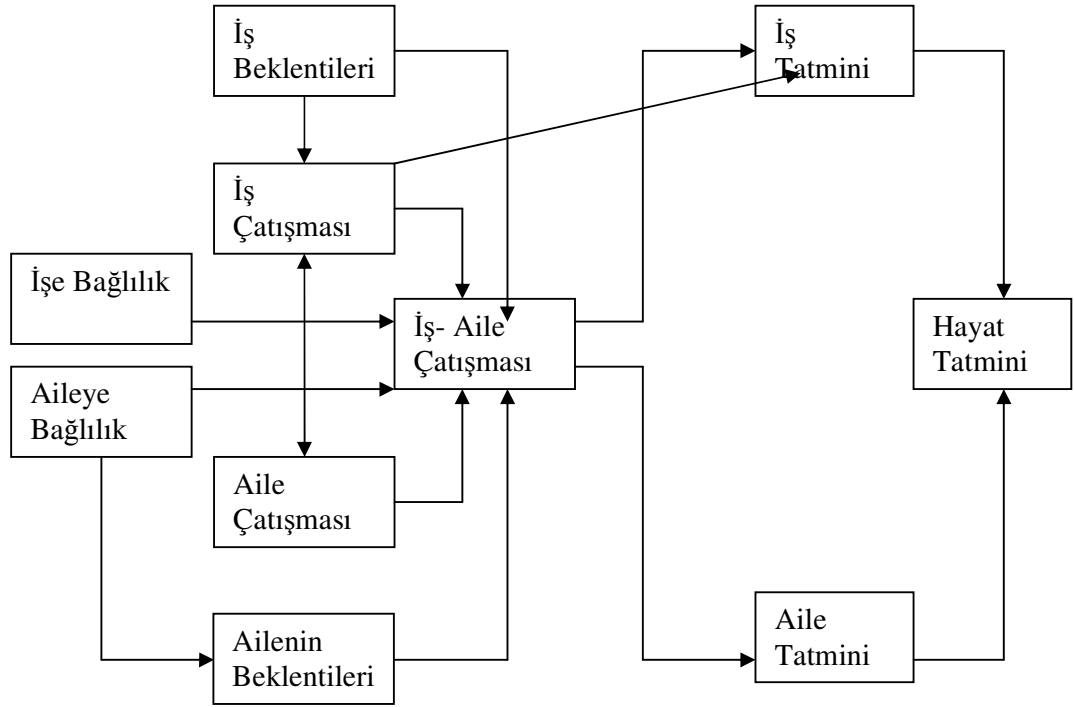 İş
Beklentileri
İş
Tatmini
İş
Çatışması
İşe Bağlılık
İş- Aile
Çatışması
Hayat
Tatmini
Aileye
Bağlılık
Aile
Çatışması
Ailenin
Beklentileri
Aile
Tatmini